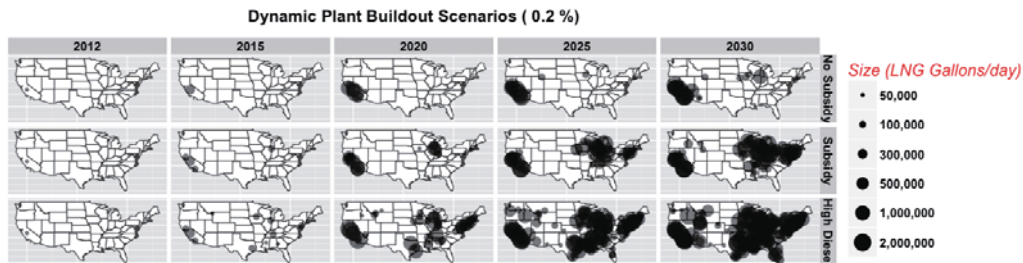 Dynamic Plant Buildout Scenarios ( 0.2 %)
2012
2015
2020
2025
2030
No Subsidy
Subsidy
High Diese
Size (LNG Gallons/day)
50,000
100,000
300,000
500,000
1,000,000
2,000,000